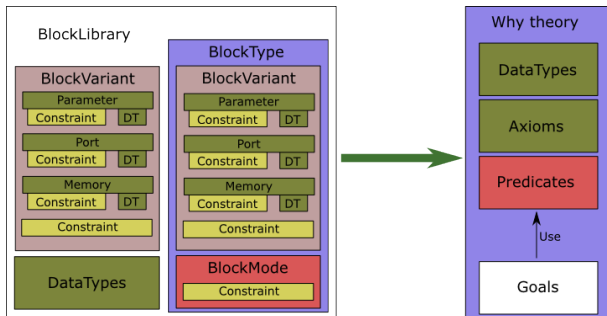 BlockLibrary
BlockVariant
Parameter
Constraint DT
Port
Constraint DT
Memory
Constraint DT
Constraint
DataTypes
BlockType
BlockVariant
Parameter
Constraint DT
Port
Constraint DT
Memory
Constraint DT
Constraint
BlockMode
Constraint
Why theory
DataTypes
Axioms
Predicates
Use
Goals